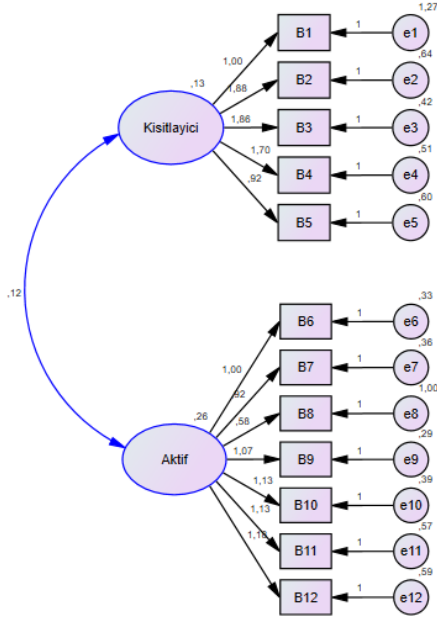 1,27
B1 1 e1
1,00
,64
B2 1 e2
,13
1,88
,42
Kisitlayici
1,86
B3 1 e3
,51
1,70
B4 1 e4
,92
,60
B5 1 e5
,12
,33
B6 1 e6
1,00
,36
B7 1 e7
,92
1,00
,26
,58
B8 1 e8
,29
Aktif
1,07
B9 1 e9
,39
1,13
B10 1 e10
1,13
,57
B11 1 e11
,59
B12 1 e12